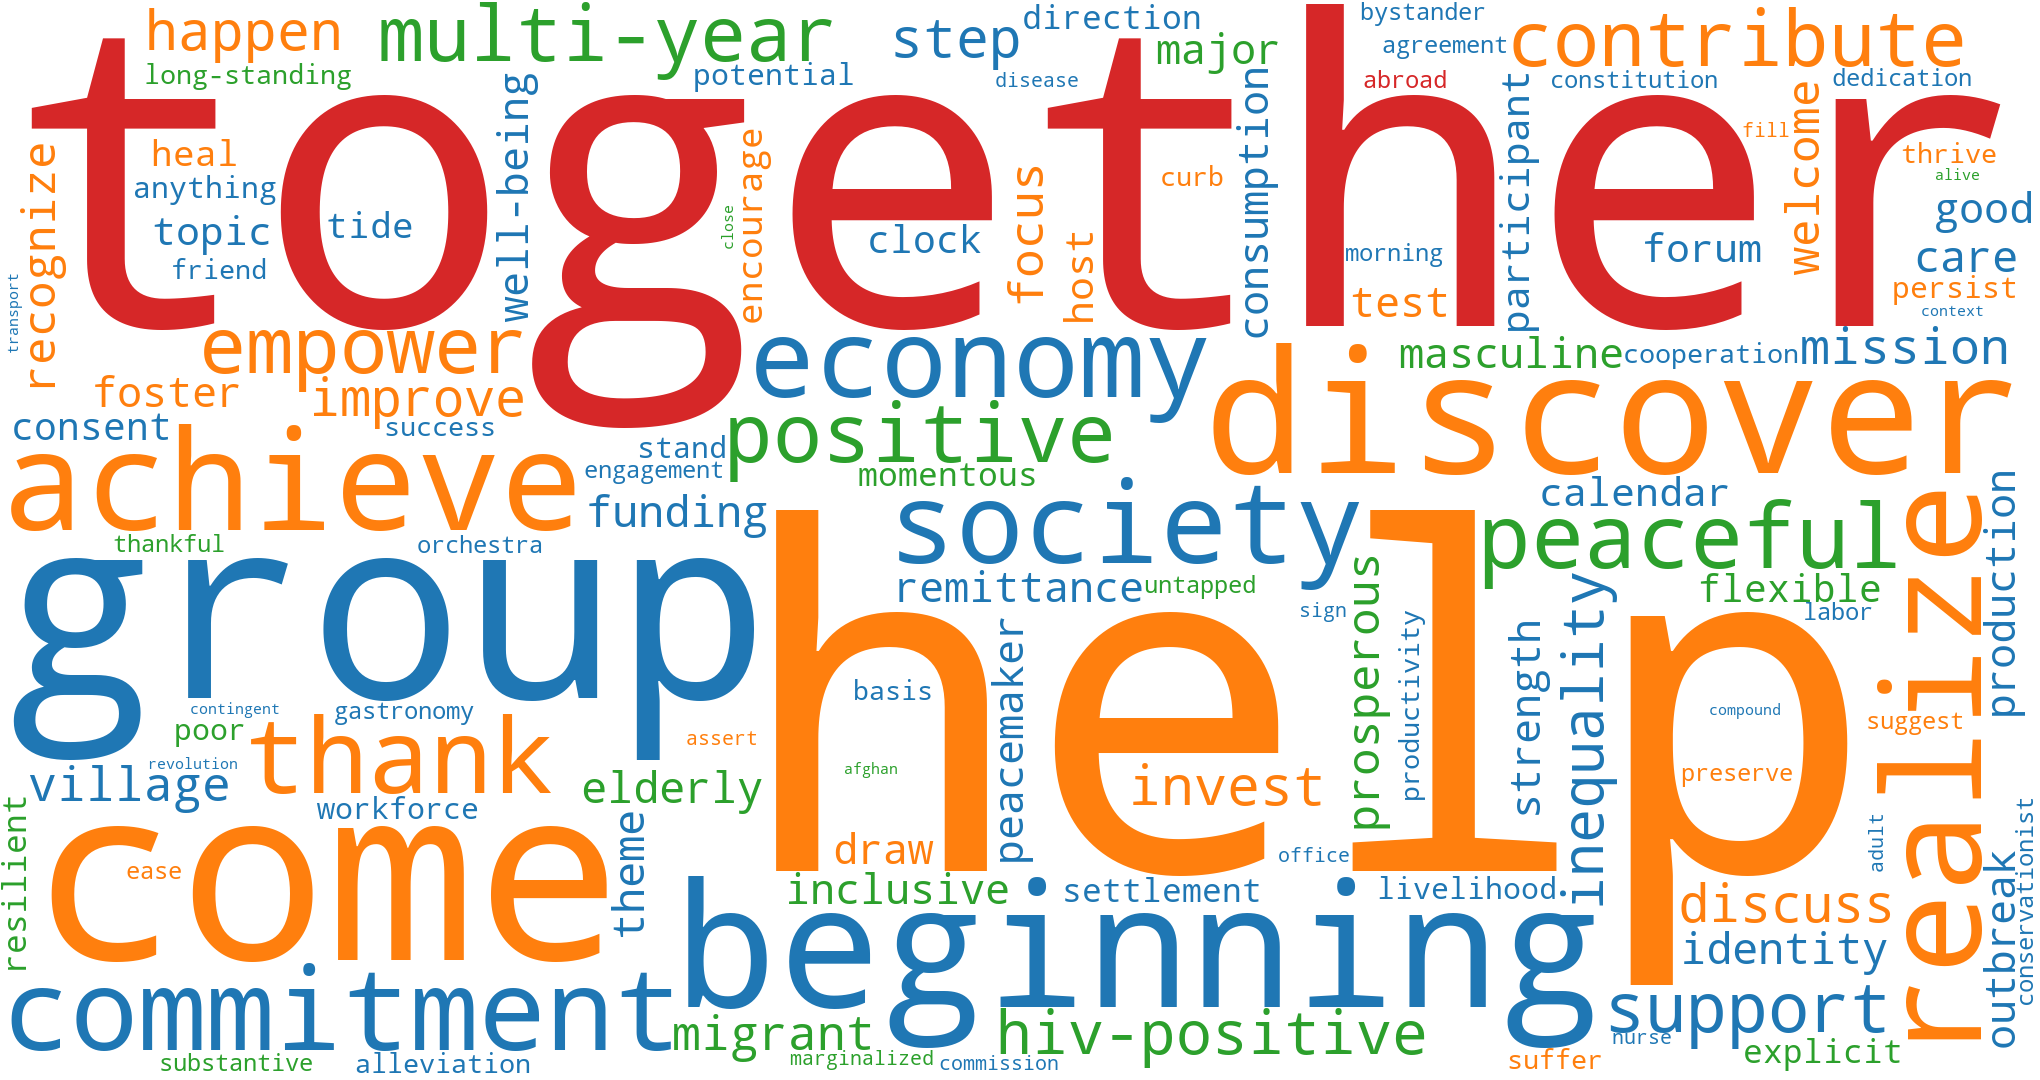 together
help
group
come
discover
achieve
beginning
realize
commitment
society
economy
thank
positive
peaceful
multi-year
contribute
empower
happen
step
direction
major
bystander
agreement
abroad
constitution
dedication
long-standing
potential
disease
well-being
recognize
heal
anything
topic
friend
tide
transport
close
encourage
clock
focus
host
curb
consumption
morning
test
participant
forum
fill
welcome
thrive
alive
good
care
persist
context
mission
masculine
cooperation
foster
improve
consent
success
stand
engagement
momentous
funding
calendar
thankful
orchestra
remittance
untapped
sign
flexible
labor
production
prosperous
productivity
strength
inequality
peacemaker
basis
contingent
gastronomy
poor
assert
afghan
compound
suggest
preserve
village
revolution
workforce
elderly
invest
draw
resilient
ease
theme
inclusive
settlement
office
livelihood
adult
discuss
identity
outbreak
conservationist
support
migrant
hiv-positive
substantive
alleviation
marginalized
commission
suffer
nurse
explicit